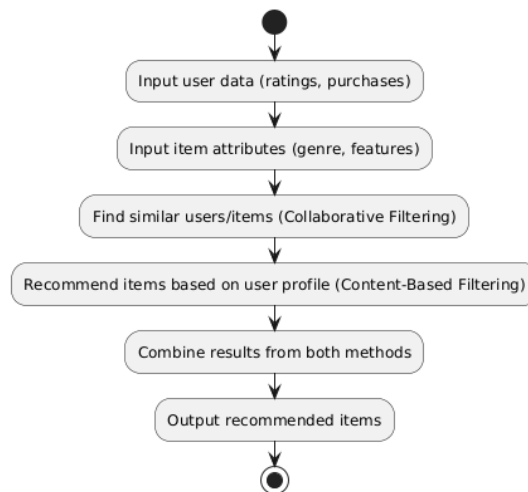 Input user data (ratings, purchases)
Input item attributes (genre, features)
Find similar users/items (Collaborative Filtering)
Recommend items based on user profile (Content-Based Filtering)
Combine results from both methods
Output recommended items